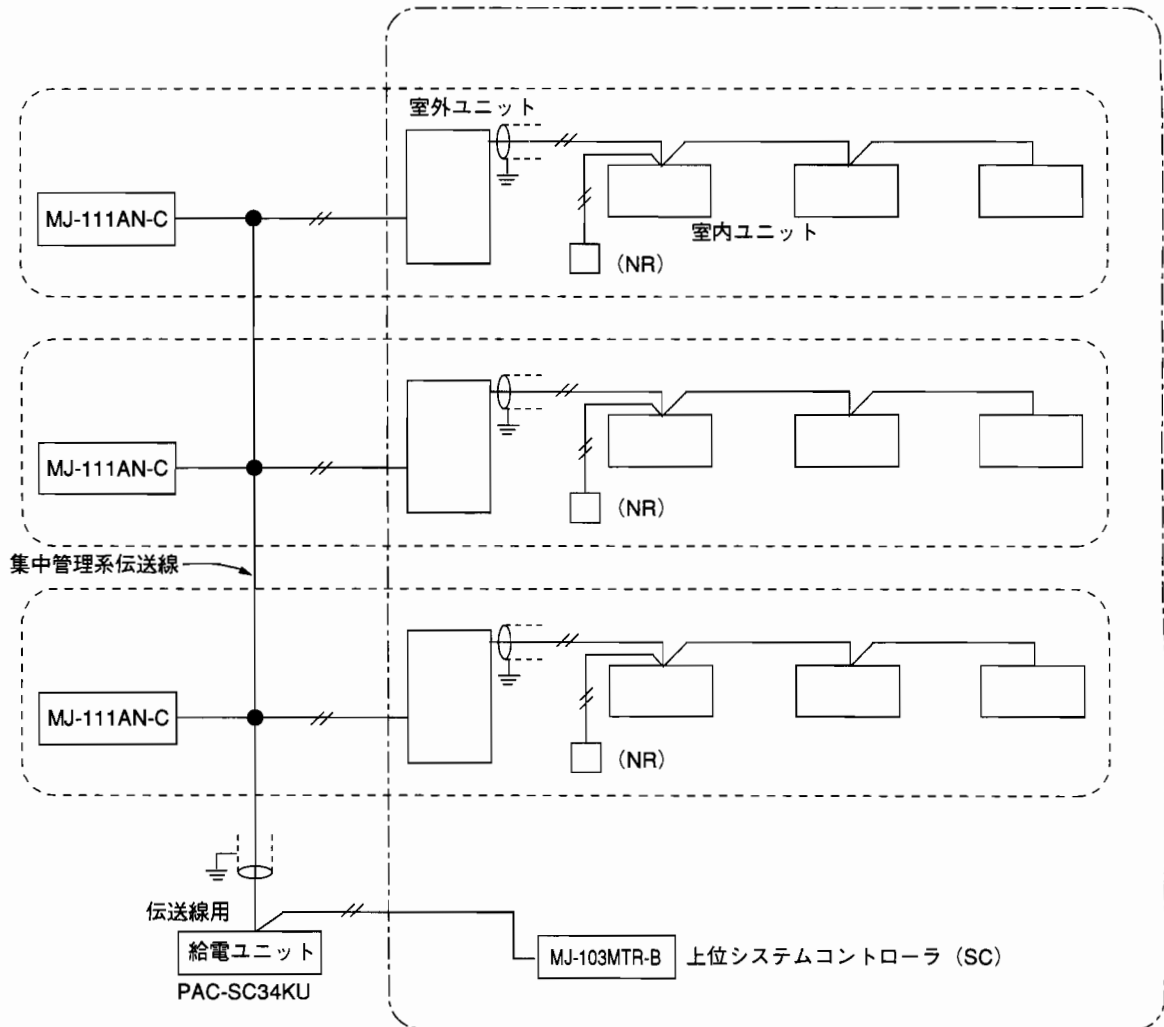 室外ユニット
MJ-111AN-C
室内ユニット
(NR)
MJ-111AN-C
(NR)
集中管理系伝送線
MJ-111AN-C
(NR)
伝送線用
給電ユニット
PAC-SC34KU
MJ-103MTR-B
上位システムコントローラ(SC)